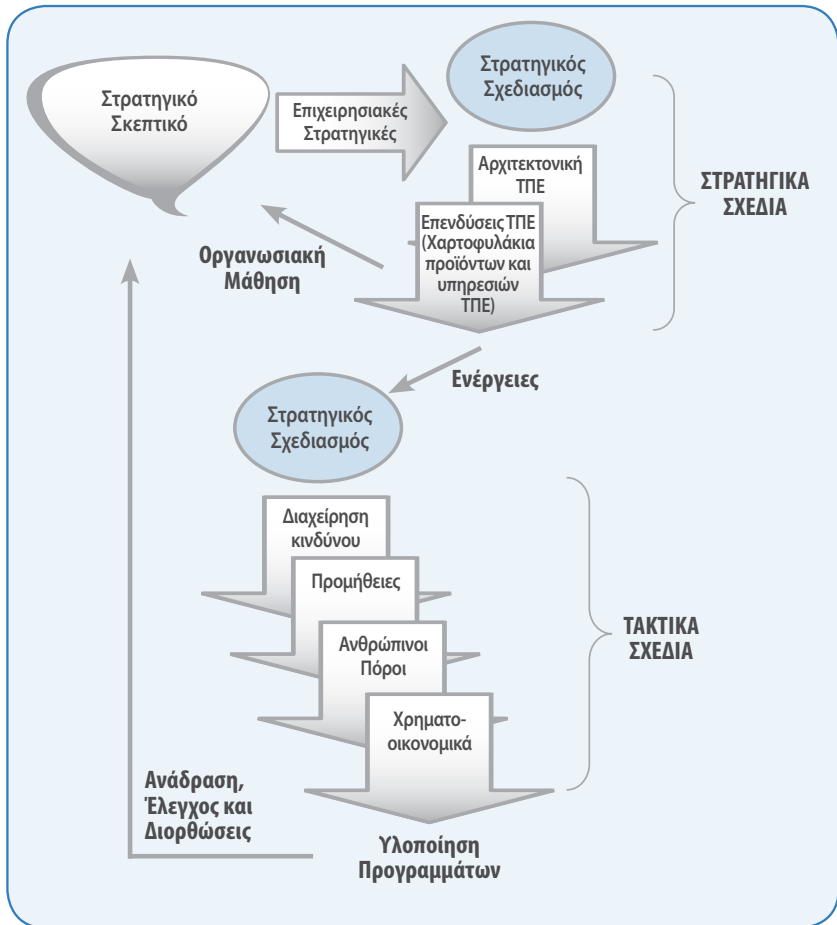 Στρατηγικό
Σκεπτικό
Επιχειρησιακές
Στρατηγικές
Στρατηγικός
Σχεδιασμός
Αρχιτεκτονική
ΤΠΕ
Επενδύσεις ΤΠΕ
(Χαρτοφυλάκια
προϊόντων και
υπηρεσιών
ΤΠΕ)
ΣΤΡΑΤΗΓΙΚΑ
ΣΧΕΔΙΑ
Οργανωσιακή
Μάθηση
Ενέργειες
Στρατηγικός
Σχεδιασμός
Διαχείρηση
κινδύνου
Προμήθειες
Ανθρώπινοι
Πόροι
Χρηματο-
οικονομικά
ΤΑΚΤΙΚΑ
ΣΧΕΔΙΑ
Ανάδραση,
Έλεγχος και
Διορθώσεις
Υλοποίηση
Προγραμμάτων